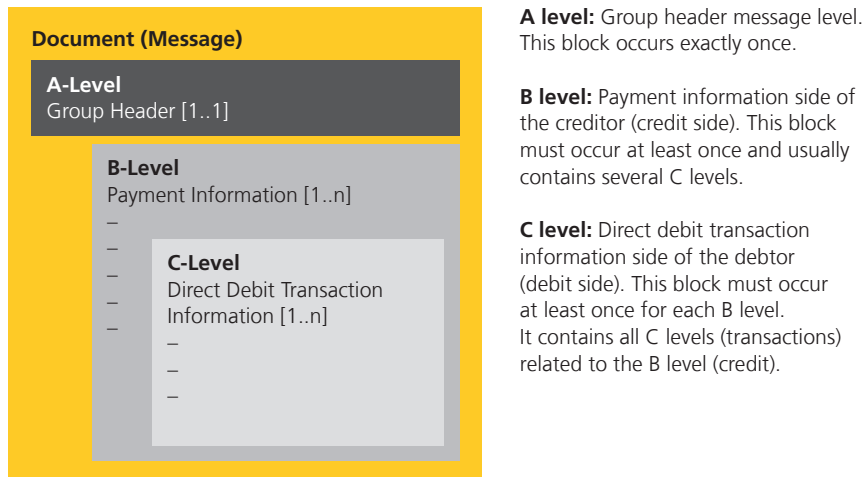 Document (Message)
A-Level
Group Header [1..1]
B-Level
Payment Information [1..n]
–
–
–
–
–
C-Level
Direct Debit Transaction
Information [1..n]
–
–
–
A level: Group header message level.
This block occurs exactly once.
B level: Payment information side of
the creditor (credit side). This block
must occur at least once and usually
contains several C levels.
C level: Direct debit transaction
information side of the debtor
(debit side). This block must occur
at least once for each B level.
It contains all C levels (transactions)
related to the B level (credit).